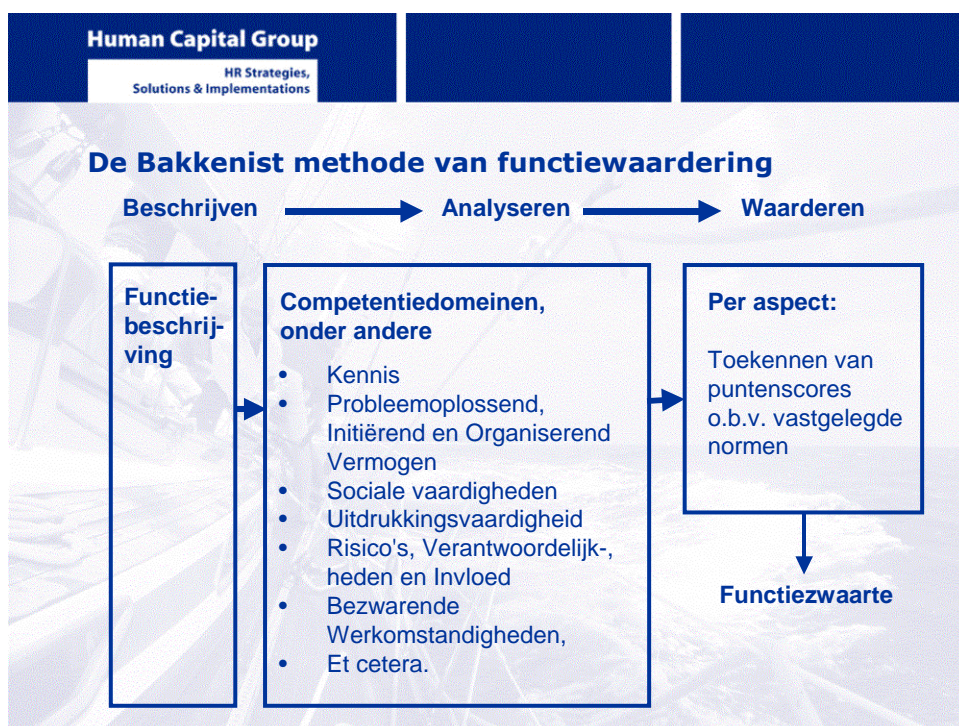 Human Capital Group
HR Strategies,
Solutions & Implementations
De Bakkenist methode van functiewaardering
Beschrijven
Analyseren
Waarderen
Functie-
beschrij-
ving
Competentiedomeinen,
onder andere
• Kennis
• Probleemoplossend,
Initiërend en Organiserend
Vermogen
• Sociale vaardigheden
• Uitdrukkingsvaardigheid
• Risico's, Verantwoordelijk-,
heden en Invloed
• Bezwarende
Werkomstandigheden,
• Et cetera.
Per aspect:
Toekennen van
puntenscores
o.b.v. vastgelegde
normen
Functiezwaarte